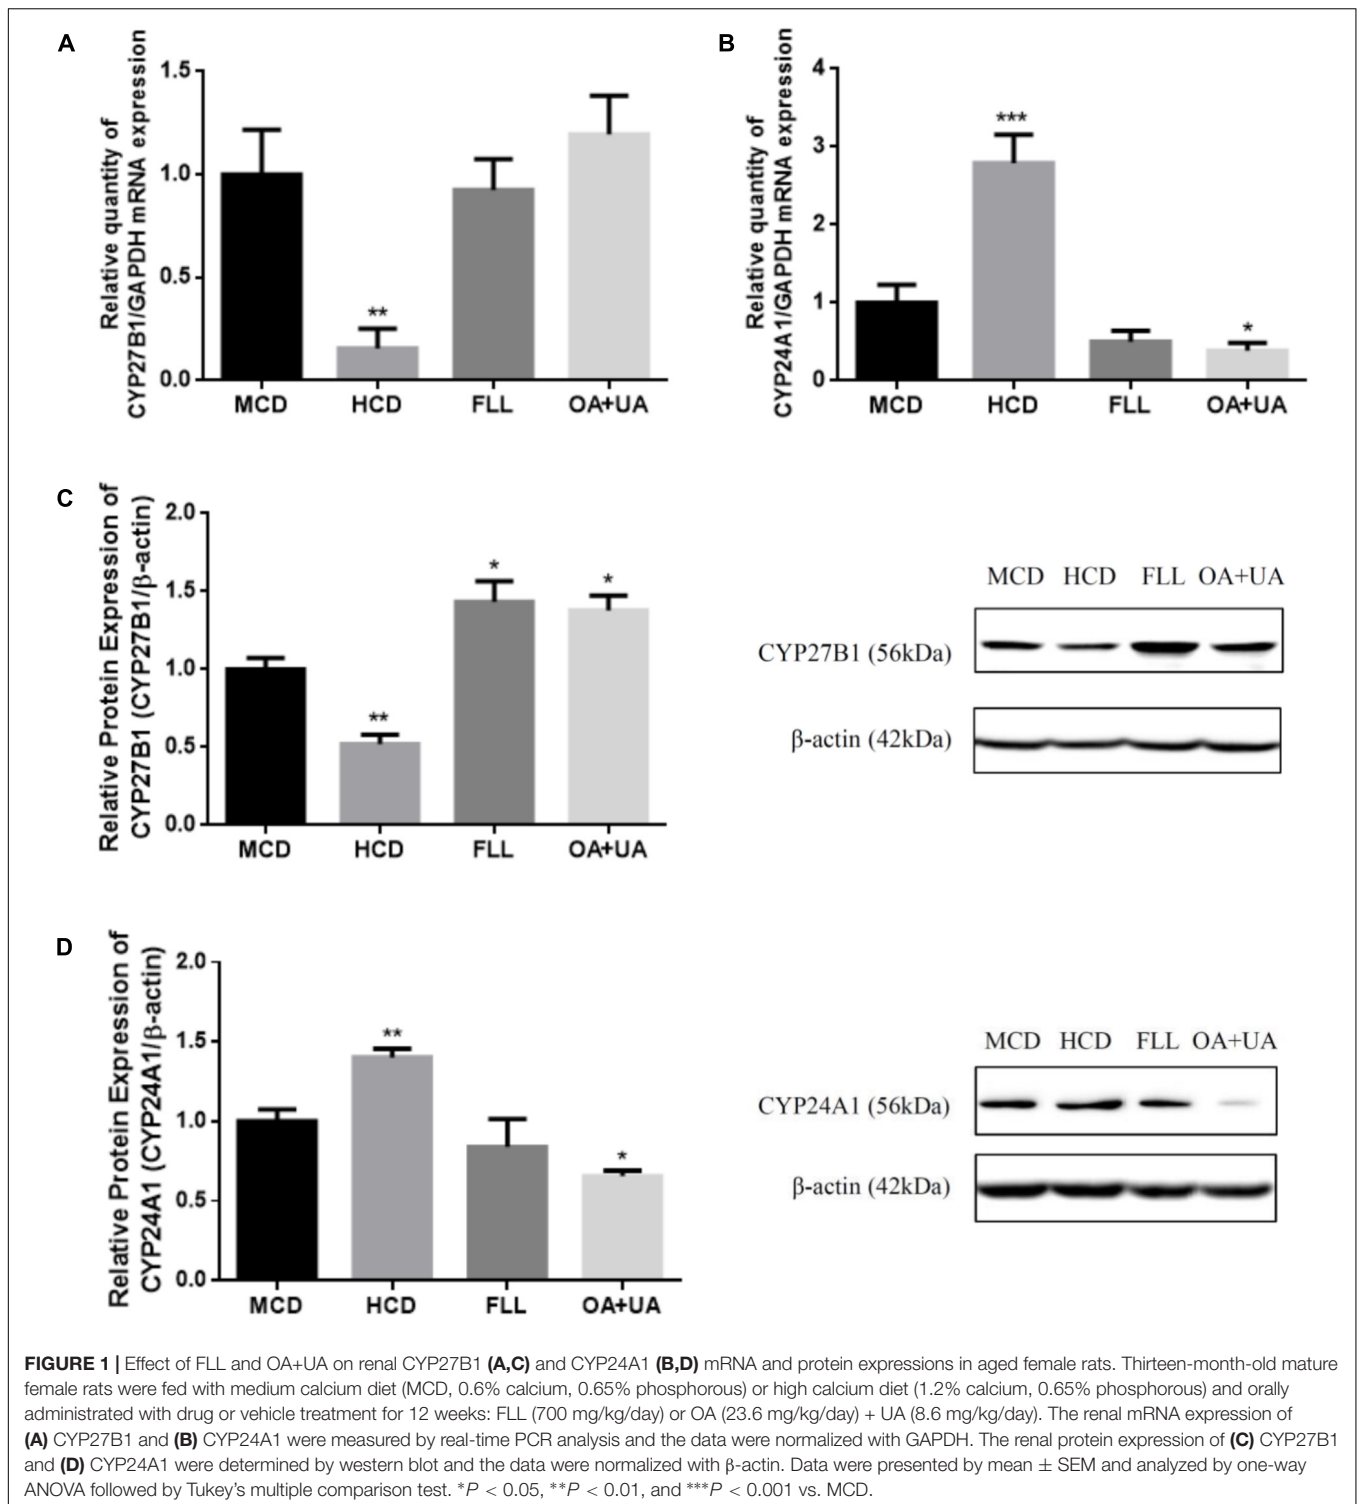 A
Relative quantity of
CYP27B1/GAPDH mRNA expression
1.5
1.0
0.5
0.0
**
MCD
HCD
FLL
OA+UA
B
Relative quantity of
CYP24A1/GAPDH mRNA expression
4
3
2
1
0
***
*
MCD
HCD
FLL
OA+UA
C
Relative Protein Expression of
CYP27B1 (CYP27B1/β-actin)
2.0
1.5
1.0
0.5
0.0
**
*
*
MCD
HCD
FLL
OA+UA
MCD HCD FLL OA+UA
CYP27B1 (56kDa)
β-actin (42kDa)
D
Relative Protein Expression of
CYP24A1 (CYP24A1/β-actin)
2.0
1.5
1.0
0.5
0.0
**
*
MCD
HCD
FLL
OA+UA
MCD HCD FLL OA+UA
CYP24A1 (56kDa)
β-actin (42kDa)
FIGURE 1 | Effect of FLL and OA+UA on renal CYP27B1 (A,C) and CYP24A1 (B,D) mRNA and protein expressions in aged female rats. Thirteen-month-old mature
female rats were fed with medium calcium diet (MCD, 0.6% calcium, 0.65% phosphorous) or high calcium diet (1.2% calcium, 0.65% phosphorous) and orally
administrated with drug or vehicle treatment for 12 weeks: FLL (700 mg/kg/day) or OA (23.6 mg/kg/day) + UA (8.6 mg/kg/day). The renal mRNA expression of
(A) CYP27B1 and (B) CYP24A1 were measured by real-time PCR analysis and the data were normalized with GAPDH. The renal protein expression of (C) CYP27B1
and (D) CYP24A1 were determined by western blot and the data were normalized with β-actin. Data were presented by mean ± SEM and analyzed by one-way
ANOVA followed by Tukey's multiple comparison test. *P < 0.05, **P < 0.01, and ***P < 0.001 vs. MCD.